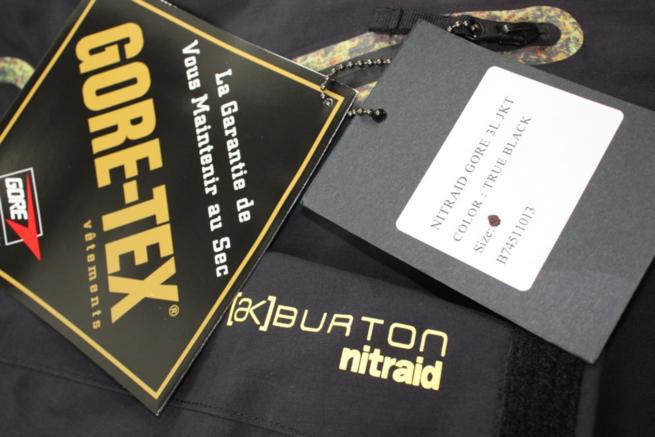 La Garantie de
Vous Maintenir au Sec
GORE-TEX®
vêtements
GORE
NITRAID GORE 3L JKT
COLOR : TRUE BLACK
Size:
B74511013
[ak]BURTON
nitraid